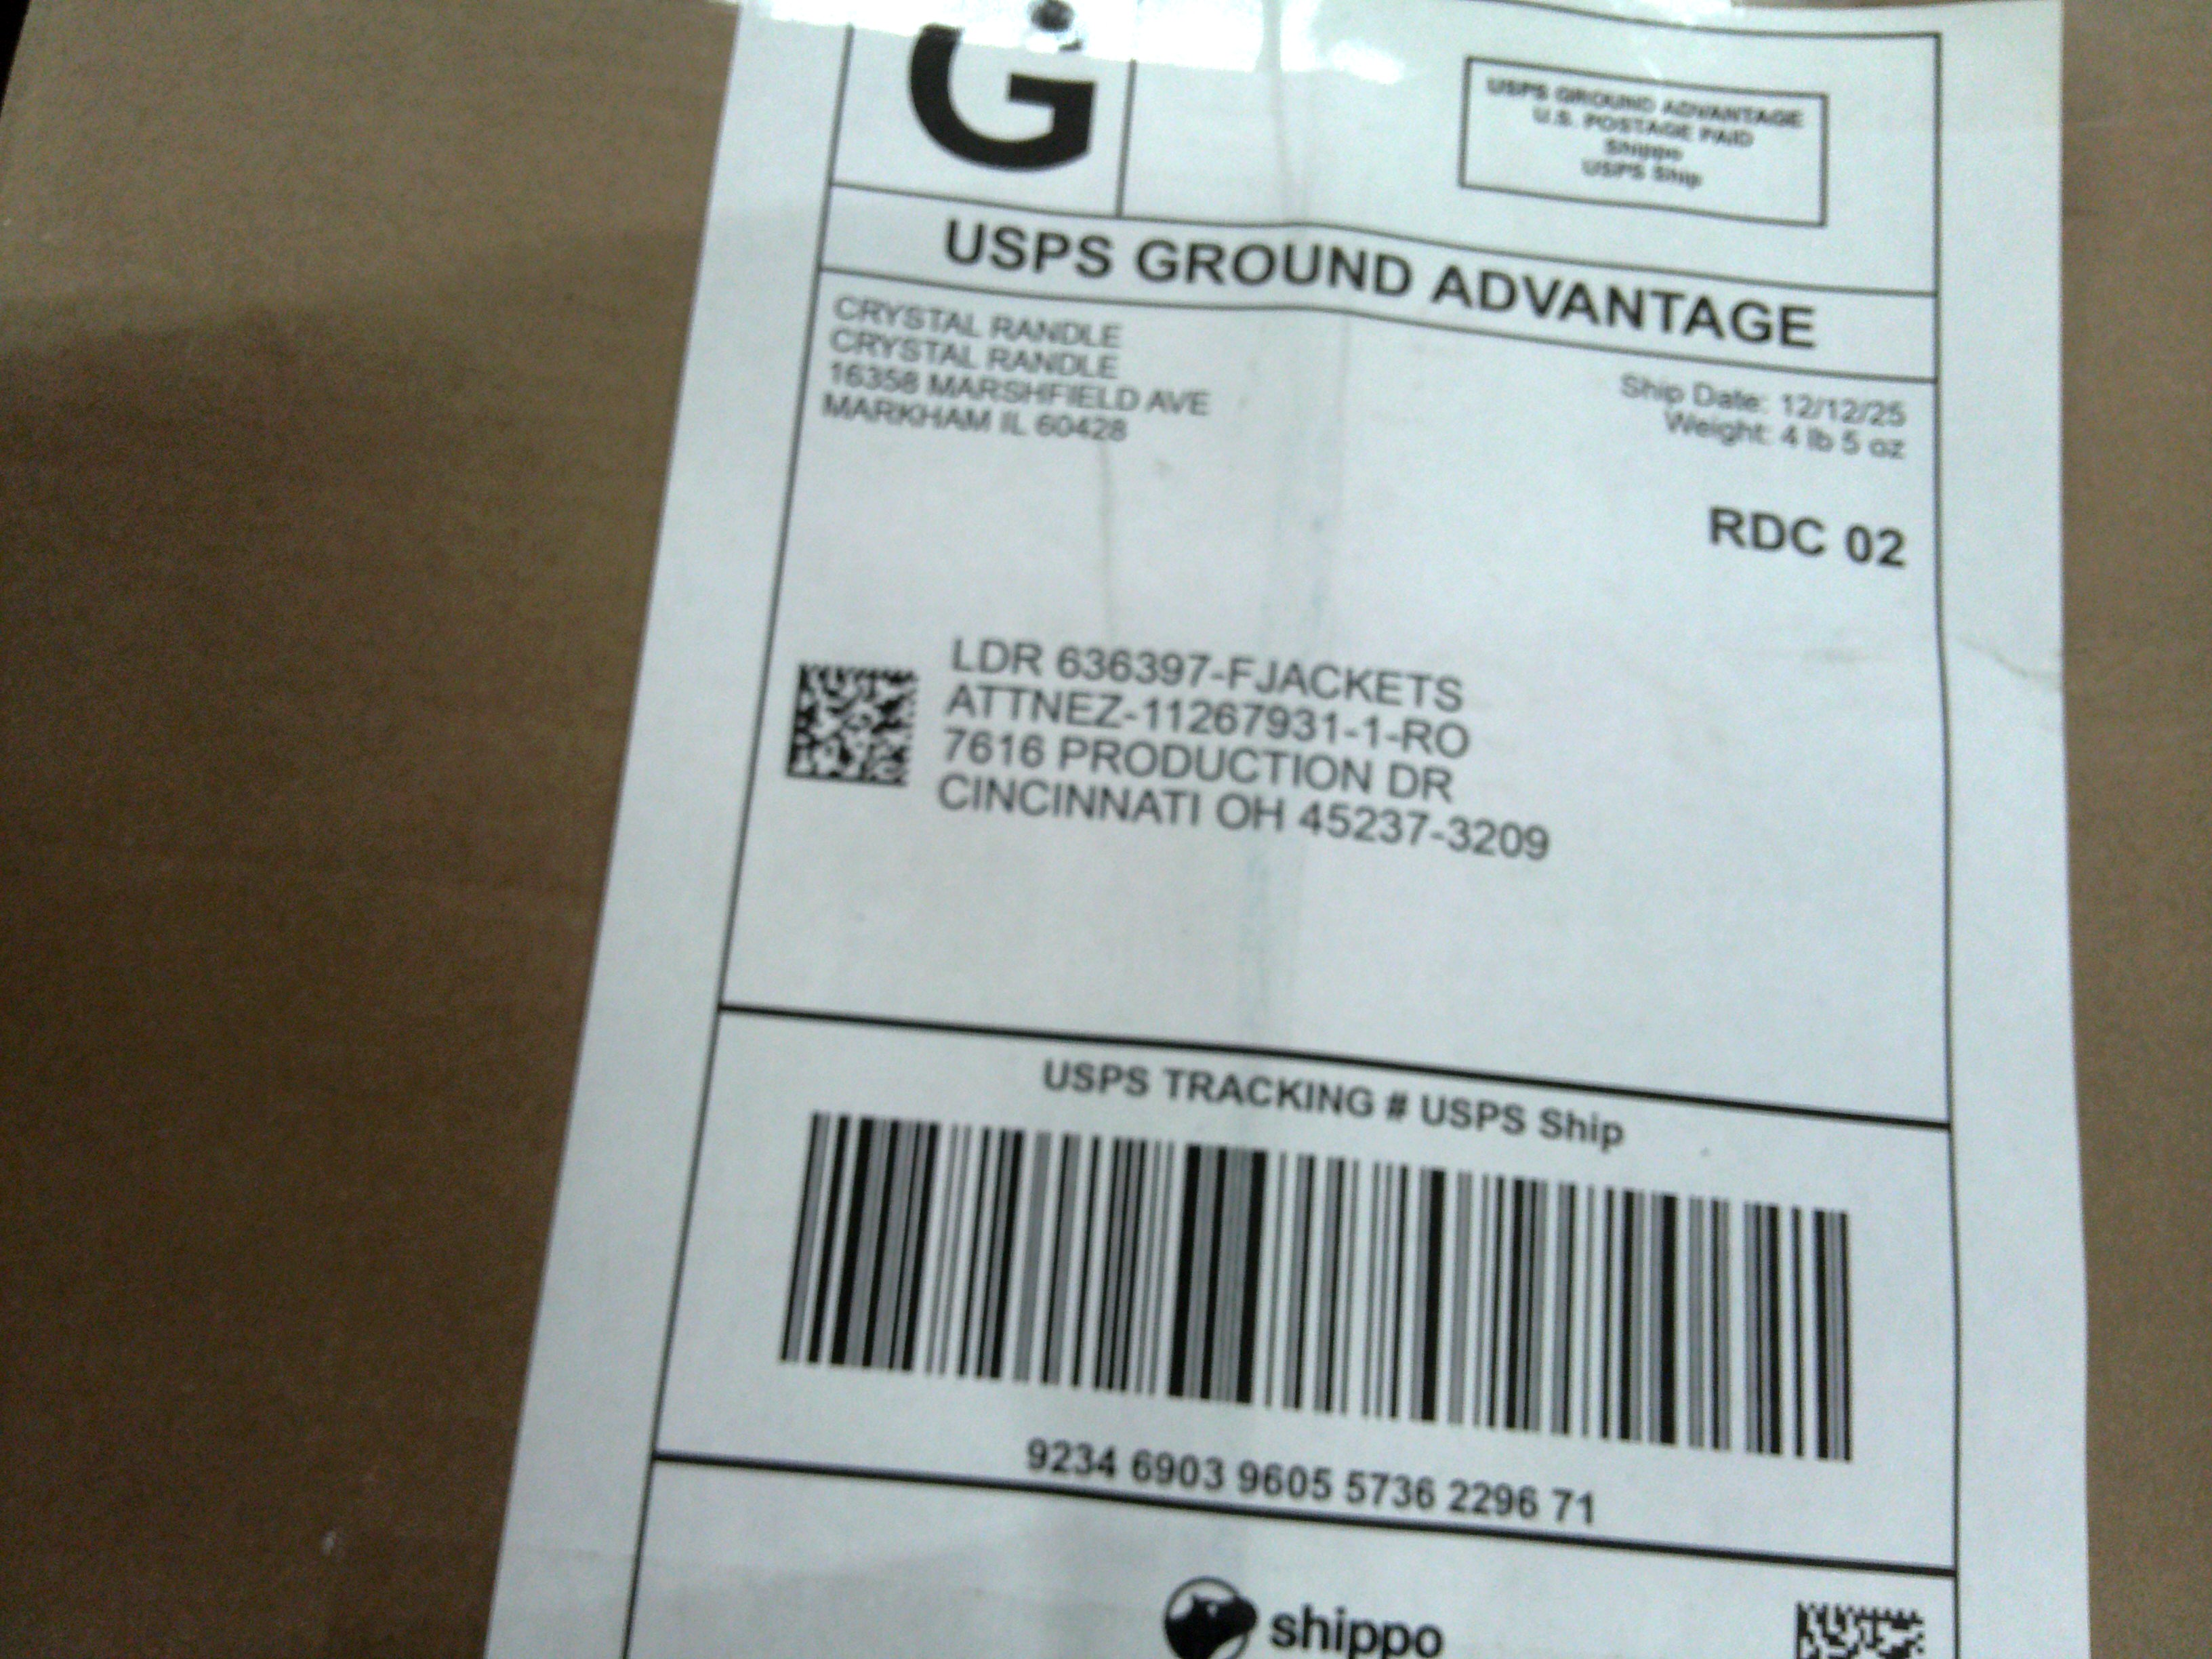 G
USPS GROUND ADVANTAGE
U.S. POSTAGE PAID
Shippo
USPS Ship
USPS GROUND ADVANTAGE
CRYSTAL RANDLE
CRYSTAL RANDLE
16358 MARSHFIELD AVE
MARKHAM IL 60428
Ship Date: 12/12/25
Weight: 4 lb 5 oz
RDC 02
LDR 636397-FJACKETS
ATTNEZ-11267931-1-RO
7616 PRODUCTION DR
CINCINNATI OH 45237-3209
USPS TRACKING # USPS Ship
9234 6903 9605 5736 2296 71
shippo